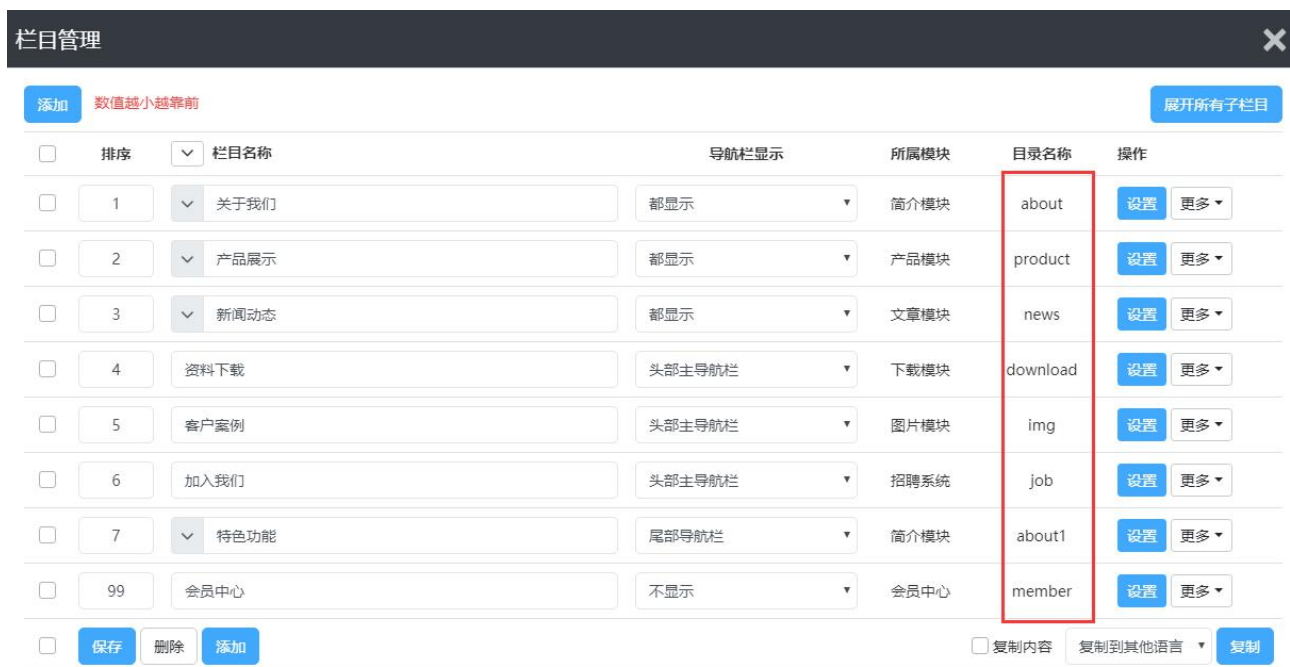 栏目管理
添加 数值越小越靠前 展开所有子栏目
排序 栏目名称 导航栏显示 所属模块 目录名称 操作
1 关于我们 都显示 简介模块 about 设置 更多
2 产品展示 都显示 产品模块 product 设置 更多
3 新闻动态 都显示 文章模块 news 设置 更多
4 资料下载 头部主导航栏 下载模块 download 设置 更多
5 客户案例 头部主导航栏 图片模块 img 设置 更多
6 加入我们 头部主导航栏 招聘系统 job 设置 更多
7 特色功能 尾部导航栏 简介模块 about1 设置 更多
99 会员中心 不显示 会员中心 member 设置 更多
保存 删除 添加 复制内容 复制到其他语言 复制